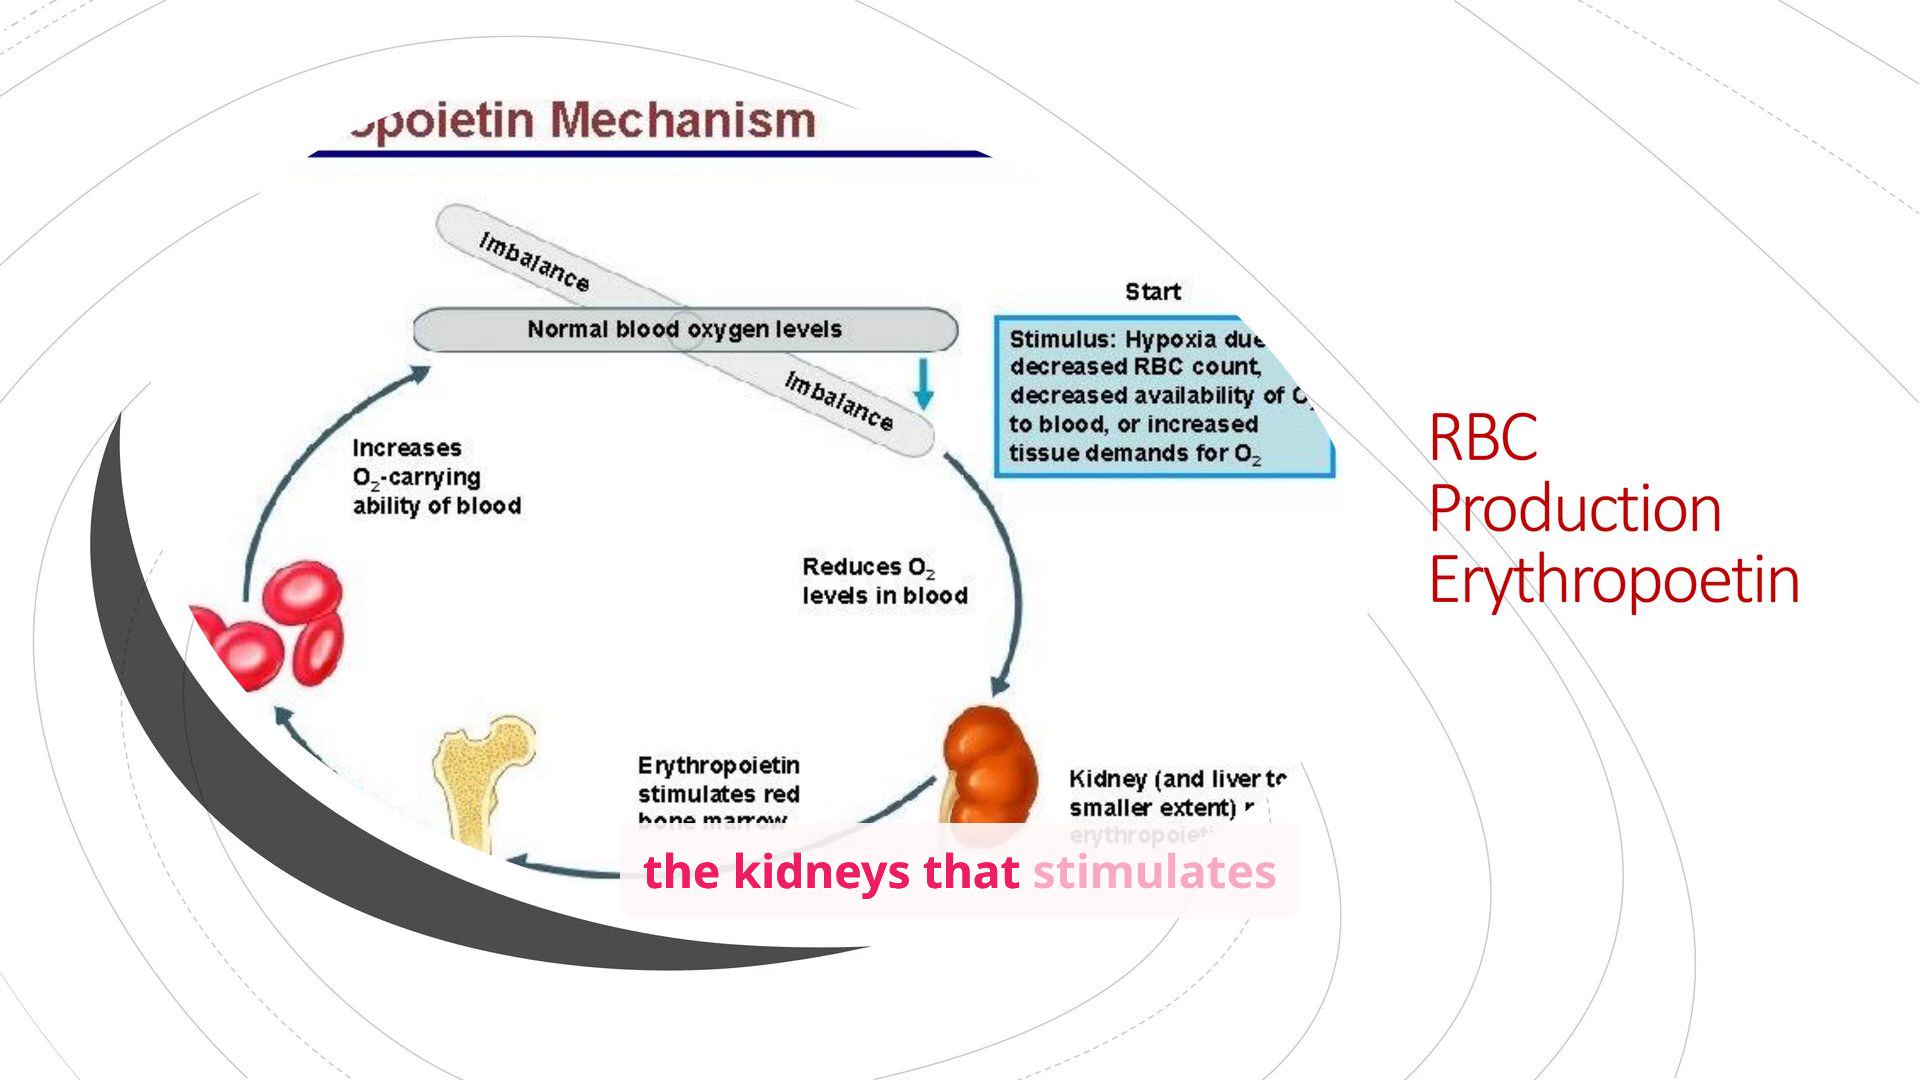 Mechanism
Imbalance
Normal blood oxygen levels
Imbalance
Start
Stimulus: Hypoxia due
decreased RBC count,
decreased availability of
to blood, or increased
tissue demands for O₂
Increases
O₂-carrying
ability of blood
Reduces O₂
levels in blood
RBC
Production
Erythropoetin
Erythropoietin
stimulates red
bone marrow
Kidney (and liver to
smaller extent)
the kidneys that stimulates